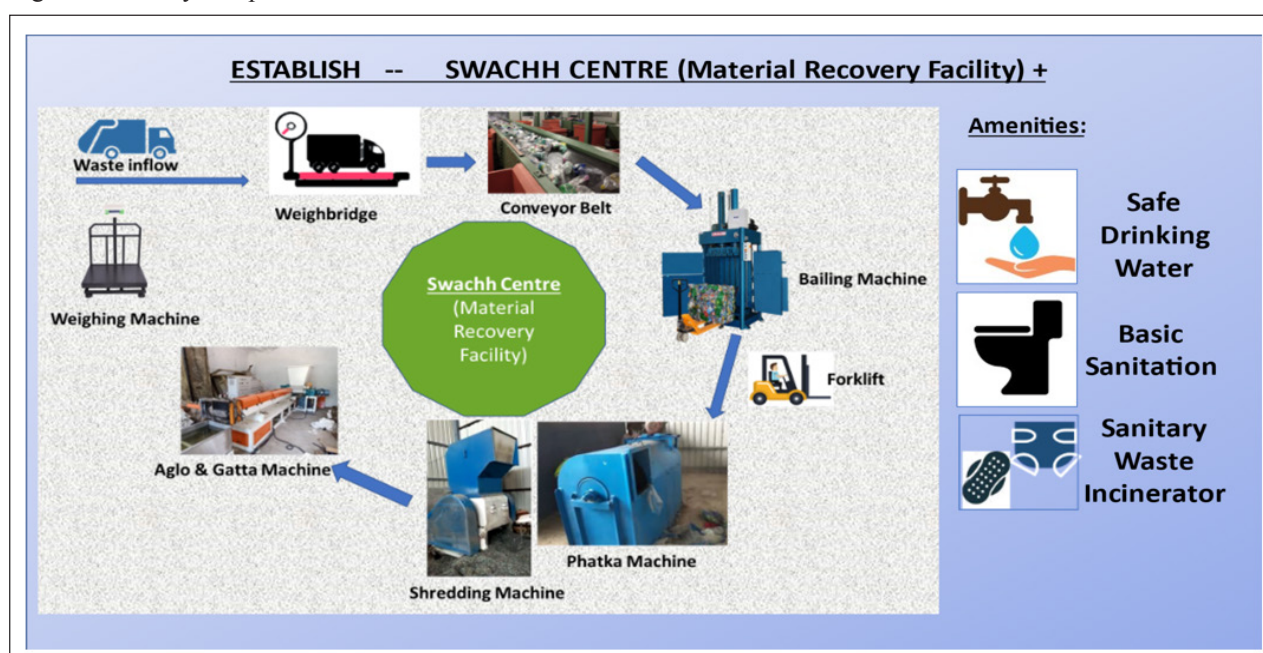 ESTABLISH -- SWACHH CENTRE (Material Recovery Facility) +
Waste inflow
Weighbridge
Conveyor Belt
Weighing Machine
Swachh Centre
(Material
Recovery
Facility)
Bailing Machine
Forklift
Aglo & Gatta Machine
Phatka Machine
Shredding Machine
Amenities:
Safe
Drinking
Water
Basic
Sanitation
Sanitary
Waste
Incinerator